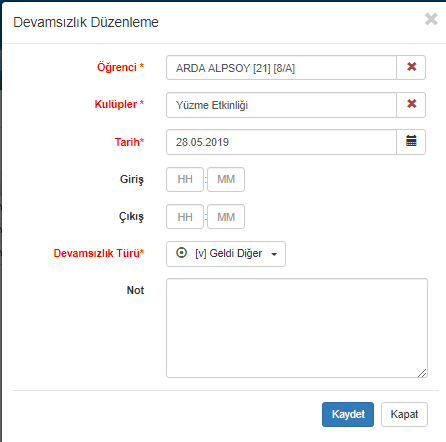 Devamsızlık Düzenleme
Öğrenci * ARDA ALPSOY [21] [8/A]
Kulüpler * Yüzme Etkinliği
Tarih* 28.05.2019
Giriş HH : MM
Çıkış HH : MM
Devamsızlık Türü* [v] Geldi Diğer
Not
Kaydet Kapat